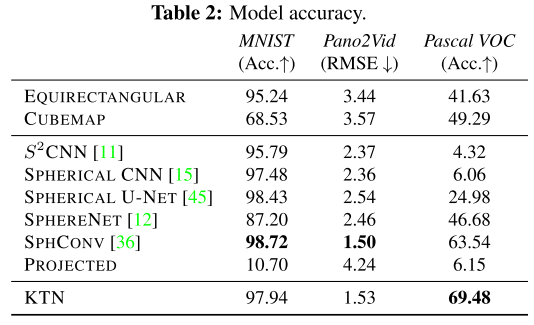 Table 2: Model accuracy.
MNIST Pano2Vid Pascal VOC
(Acc.↑) (RMSE ↓) (Acc.↑)
EQUIRECTANGULAR 95.24 3.44 41.63
CUBEMAP 68.53 3.57 49.29
S²CNN [11] 95.79 2.37 4.32
SPHERICAL CNN [15] 97.48 2.36 6.06
SPHERICAL U-NET [45] 98.43 2.54 24.98
SPHERENET [12] 87.20 2.46 46.68
SPHCONV [36] 98.72 1.50 63.54
PROJECTED 10.70 4.24 6.15
KTN 97.94 1.53 69.48